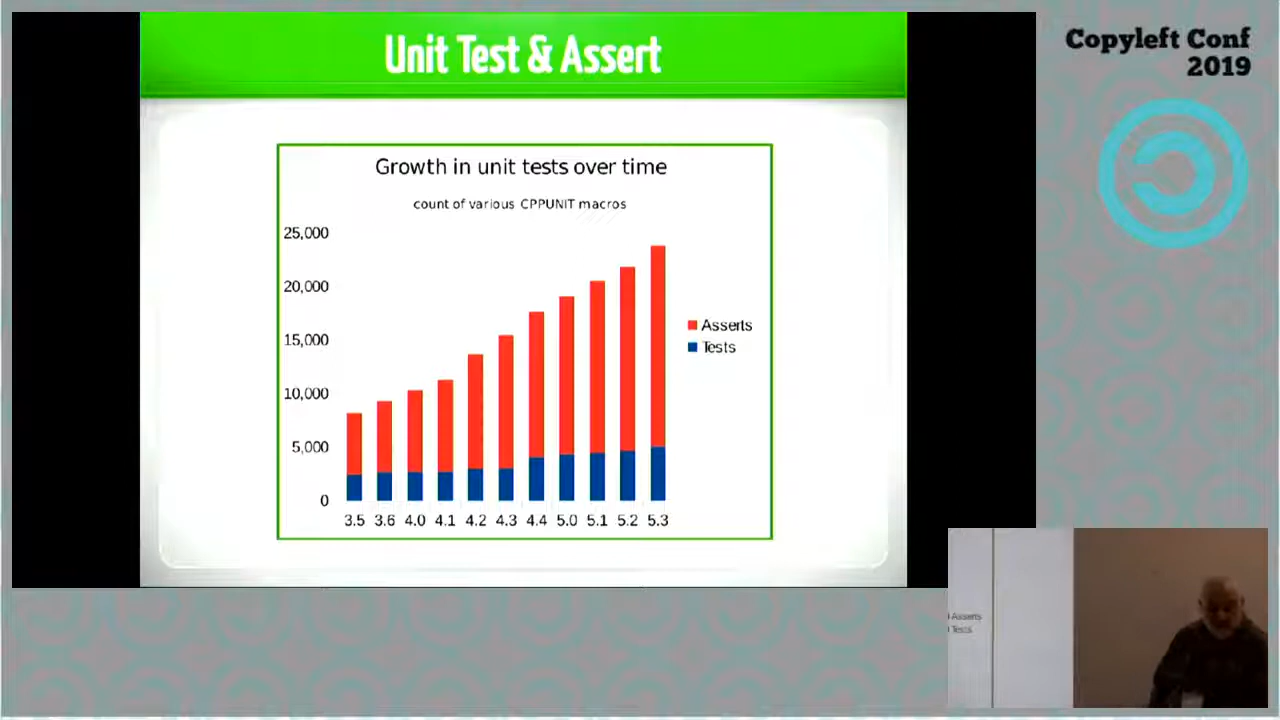 Unit Test & Assert
Copyleft Conf
2019
Growth in unit tests over time
count of various CPPUNIT macros
25,000
20,000
15,000
10,000
5,000
0
Asserts
Tests
3.5 3.6 4.0 4.1 4.2 4.3 4.4 5.0 5.1 5.2 5.3
Asserts
Tests